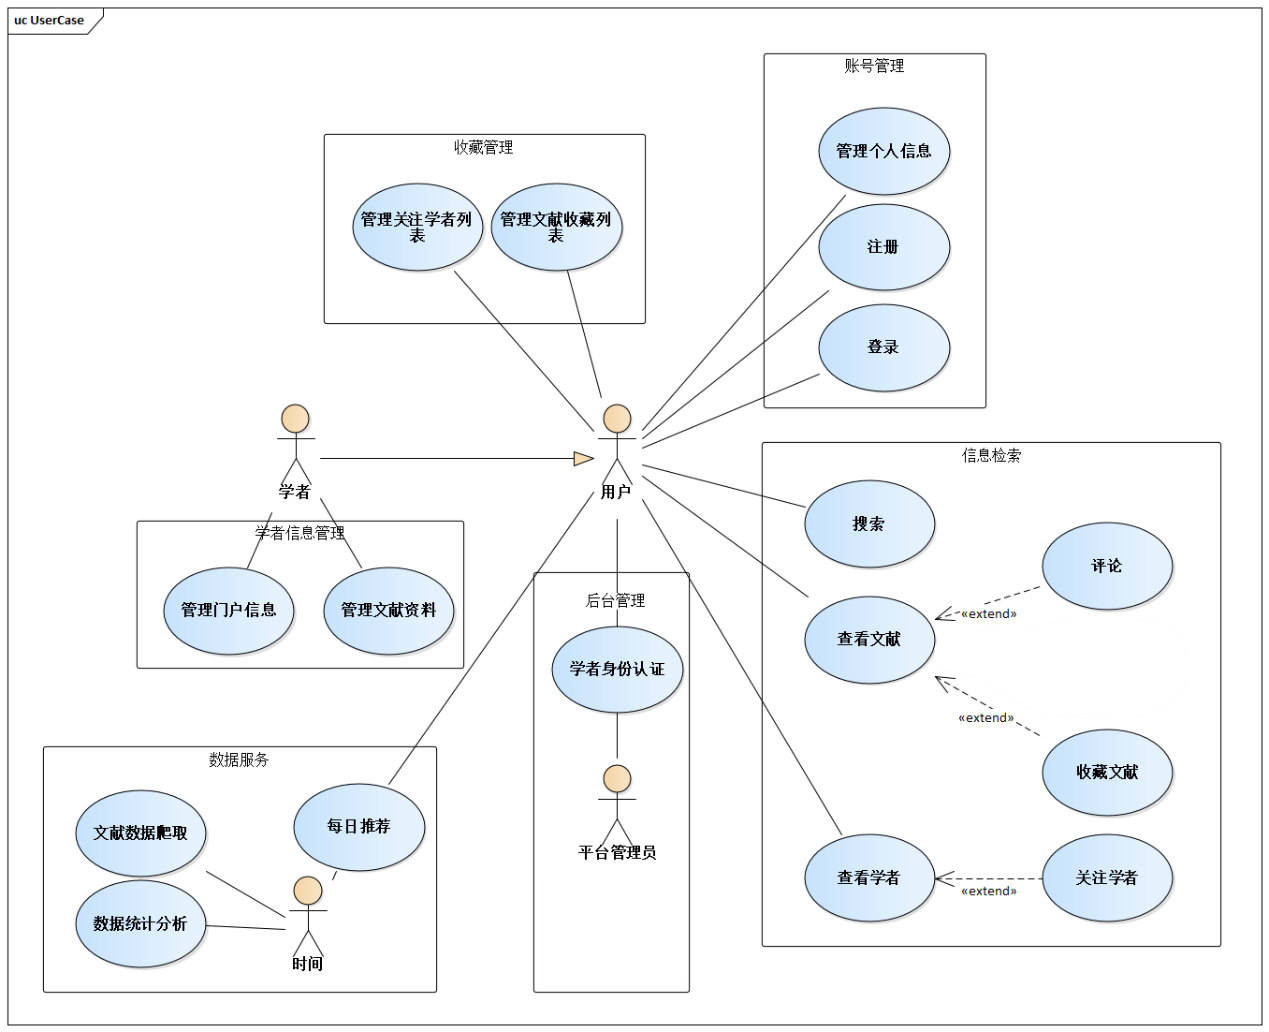 uc UserCase
账号管理
管理个人信息
注册
登录
收藏管理
管理关注学者列
表
管理文献收藏列
表
学者
用户
信息检索
搜索
评论
«extend»
查看文献
«extend»
收藏文献
查看学者
«extend»
关注学者
学者信息管理
管理门户信息
管理文献资料
后台管理
学者身份认证
平台管理员
数据服务
文献数据爬取
每日推荐
数据统计分析
时间